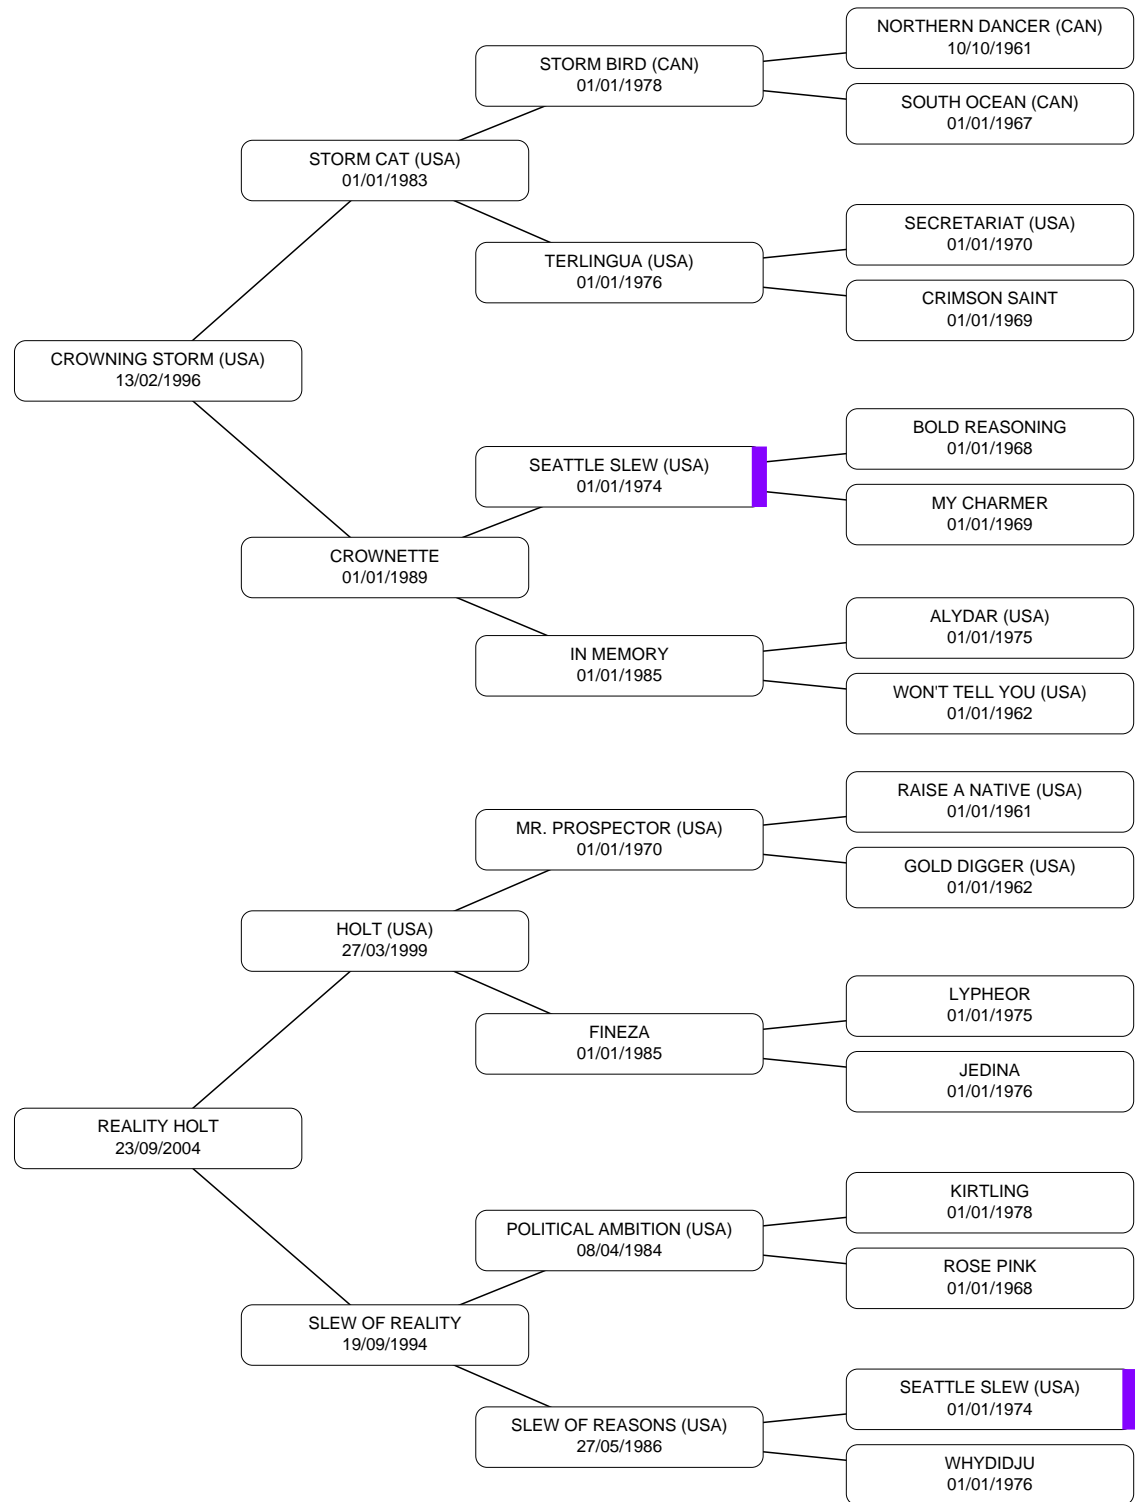 NORTHERN DANCER (CAN)
10/10/1961
STORM BIRD (CAN)
01/01/1978
SOUTH OCEAN (CAN)
01/01/1967
STORM CAT (USA)
01/01/1983
SECRETARIAT (USA)
01/01/1970
TERLINGUA (USA)
01/01/1976
CRIMSON SAINT
01/01/1969
CROWNING STORM (USA)
13/02/1996
BOLD REASONING
01/01/1968
SEATTLE SLEW (USA)
01/01/1974
MY CHARMER
01/01/1969
CROWNETTE
01/01/1989
ALYDAR (USA)
01/01/1975
IN MEMORY
01/01/1985
WON'T TELL YOU (USA)
01/01/1962
RAISE A NATIVE (USA)
01/01/1961
MR. PROSPECTOR (USA)
01/01/1970
GOLD DIGGER (USA)
01/01/1962
HOLT (USA)
27/03/1999
LYPHEOR
01/01/1975
FINEZA
01/01/1985
JEDINA
01/01/1976
REALITY HOLT
23/09/2004
KIRTLING
01/01/1978
POLITICAL AMBITION (USA)
08/04/1984
ROSE PINK
01/01/1968
SLEW OF REALITY
19/09/1994
SEATTLE SLEW (USA)
01/01/1974
SLEW OF REASONS (USA)
27/05/1986
WHYDIDJU
01/01/1976